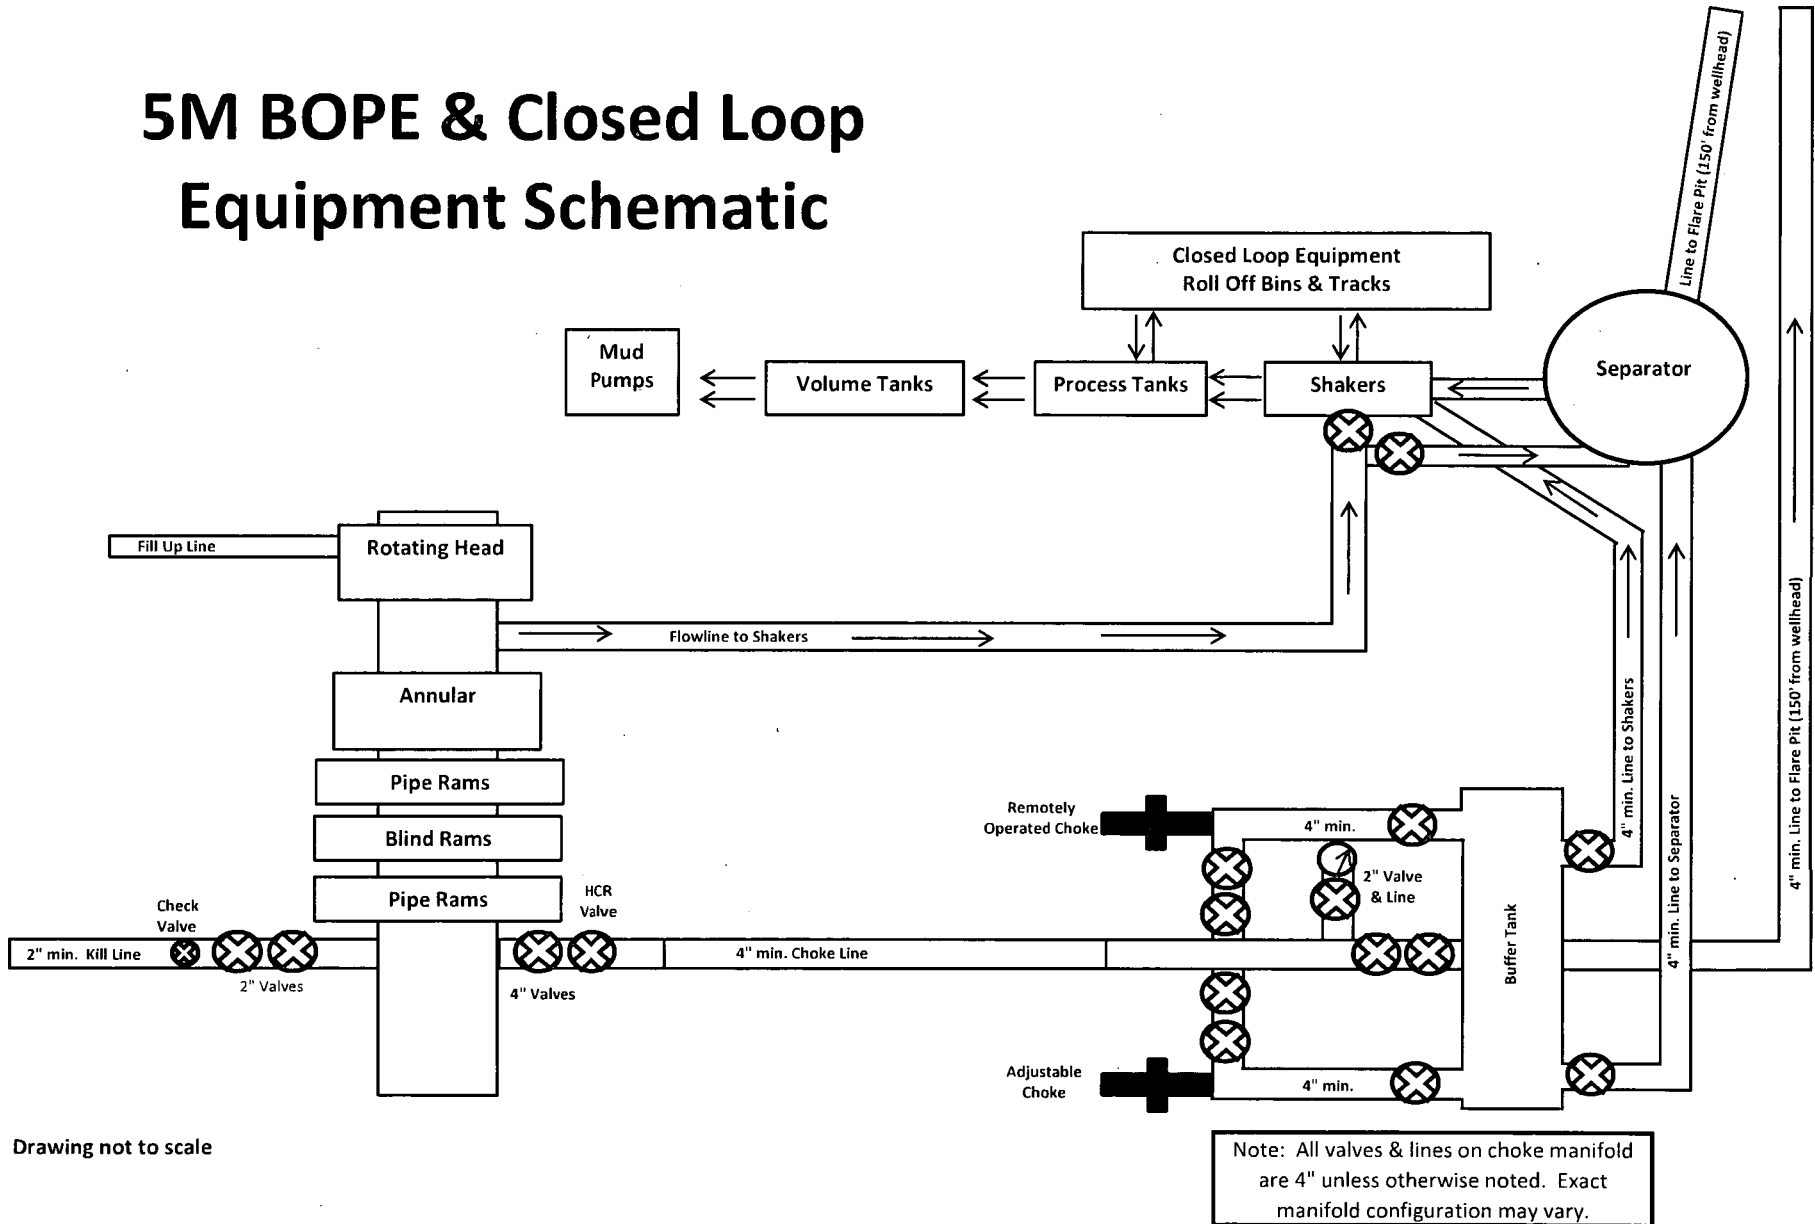 5M BOPE & Closed Loop
Equipment Schematic
Line to Flare Pit (150' from wellhead)
Closed Loop Equipment
Roll Off Bins & Tracks
Mud
Pumps
Volume Tanks
Process Tanks
Shakers
Separator
Fill Up Line
Rotating Head
Flowline to Shakers
Annular
Pipe Rams
Blind Rams
Pipe Rams
Check
Valve
HCR
Valve
2" min. Kill Line
2" Valves
4" Valves
4" min. Choke Line
Remotely
Operated Choke
4" min.
2" Valve
& Line
Adjustable
Choke
4" min.
Buffer Tank
4" min. Line to Shakers
4" min. Line to Separator
4" min. Line to Flare Pit (150' from wellhead)
Drawing not to scale
Note: All valves & lines on choke manifold
are 4" unless otherwise noted. Exact
manifold configuration may vary.